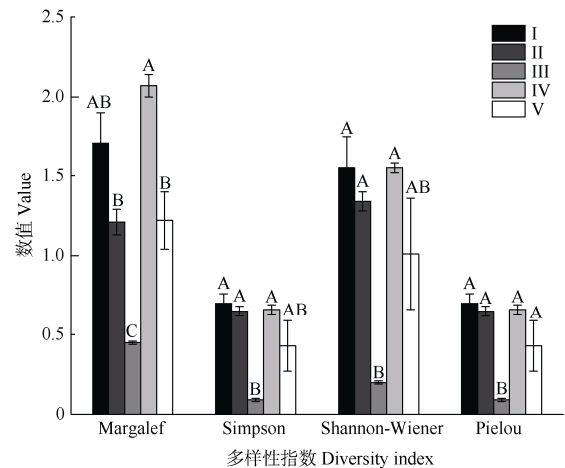 2.5
2.0
1.5
1.0
0.5
0
数值 Value
I
II
III
IV
V
AB
B
C
A
B
A
A
B
A
AB
A
A
B
A
AB
A
A
B
A
A
Margalef
Simpson
Shannon-Wiener
Pielou
多样性指数 Diversity index